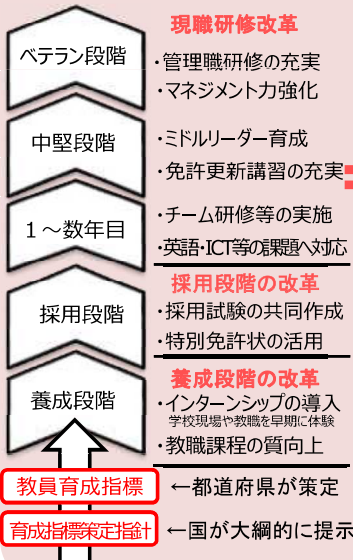 現職研修改革
ベテラン段階
・管理職研修の充実
・マネジメント力強化
中堅段階
・ミドルリーダー育成
・免許更新講習の充実
1～数年目
・チーム研修等の実施
・英語・ICT等の課題へ対応
採用段階の改革
採用段階
・採用試験の共同作成
・特別免許状の活用
養成段階の改革
養成段階
・インターンシップの導入
学校現場や教職を早期に体験
・教職課程の質向上
教員育成指標
←都道府県が策定
育成指標策定指針
←国が大綱的に提示